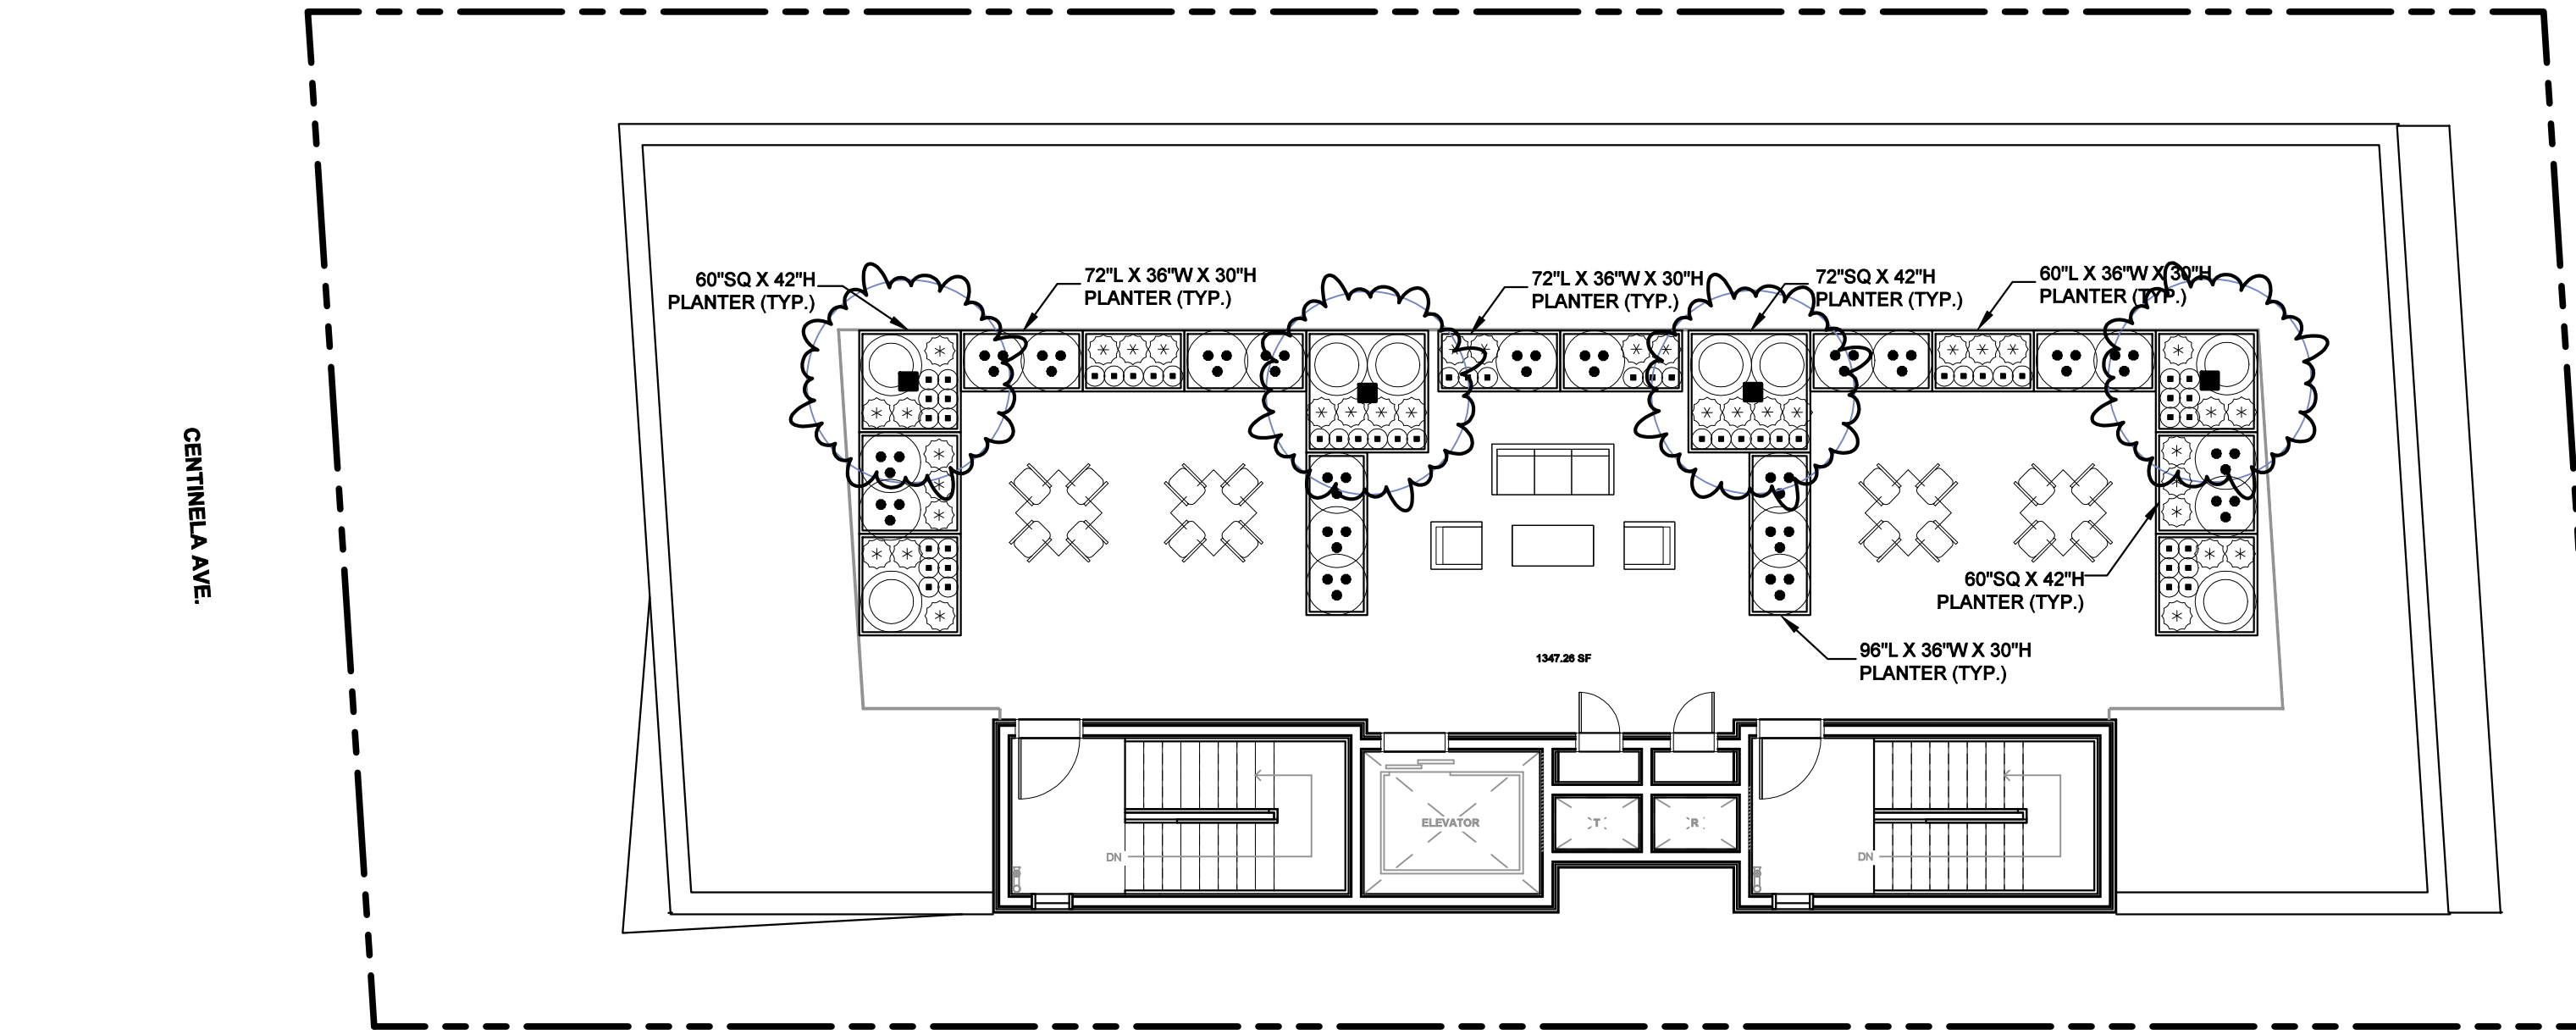 60"SQ X 42"H
PLANTER (TYP.)
72"L X 36"W X 30"H
PLANTER (TYP.)
72"L X 36"W X 30"H
PLANTER (TYP.)
72"SQ X 42"H
PLANTER (TYP.)
60"L X 36"W X 30"H
PLANTER (TYP.)
CENTINELA AVE.
60"SQ X 42"H
PLANTER (TYP.)
96"L X 36"W X 30"H
PLANTER (TYP.)
1347.26 SF
ELEVATOR
T
R
DN
DN